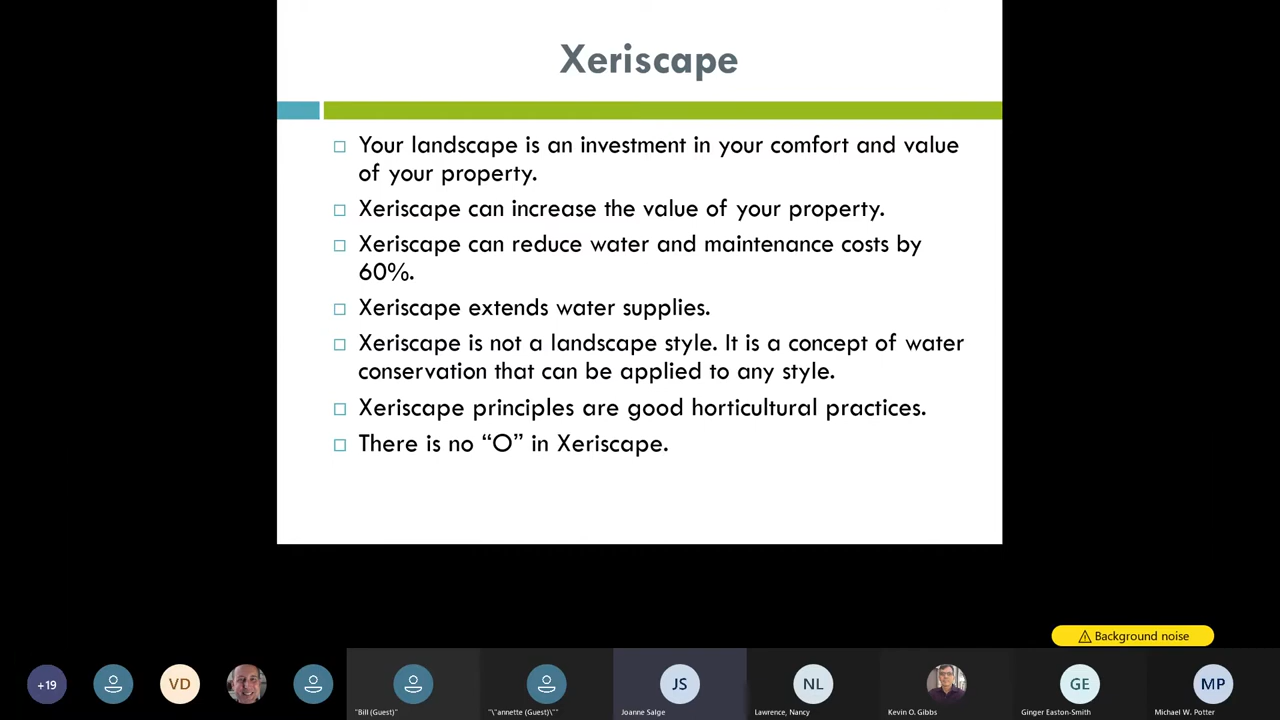 Xeriscape
Your landscape is an investment in your comfort and value
of your property.
Xeriscape can increase the value of your property.
Xeriscape can reduce water and maintenance costs by
60%.
Xeriscape extends water supplies.
Xeriscape is not a landscape style. It is a concept of water
conservation that can be applied to any style.
Xeriscape principles are good horticultural practices.
There is no “O” in Xeriscape.
Background noise
+19
VD
JS
NL
GE
MP
"Bill (Guest)"
"\"annette (Guest)\""
Joanne Salge
Lawrence, Nancy
Kevin O. Gibbs
Ginger Easton-Smith
Michael W. Potter